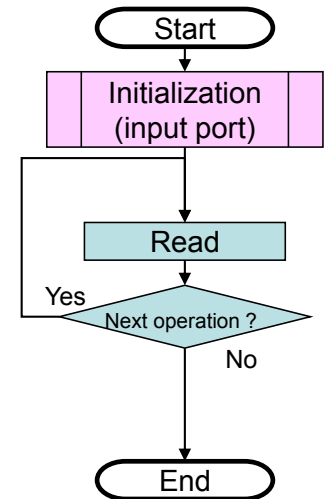 Start
Initialization
(input port)
Read
Yes
Next operation ?
No
End